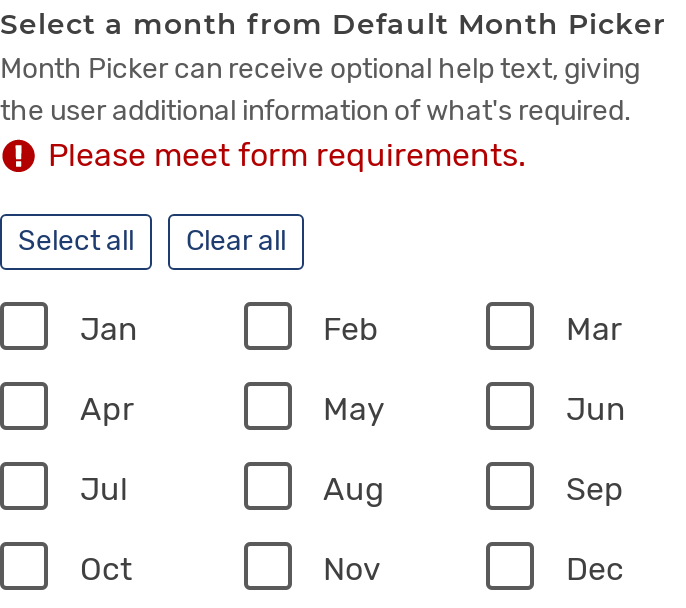 Select a month from Default Month Picker
Month Picker can receive optional help text, giving
the user additional information of what's required.
Please meet form requirements.
Select all Clear all
Jan Feb Mar
Apr May Jun
Jul Aug Sep
Oct Nov Dec